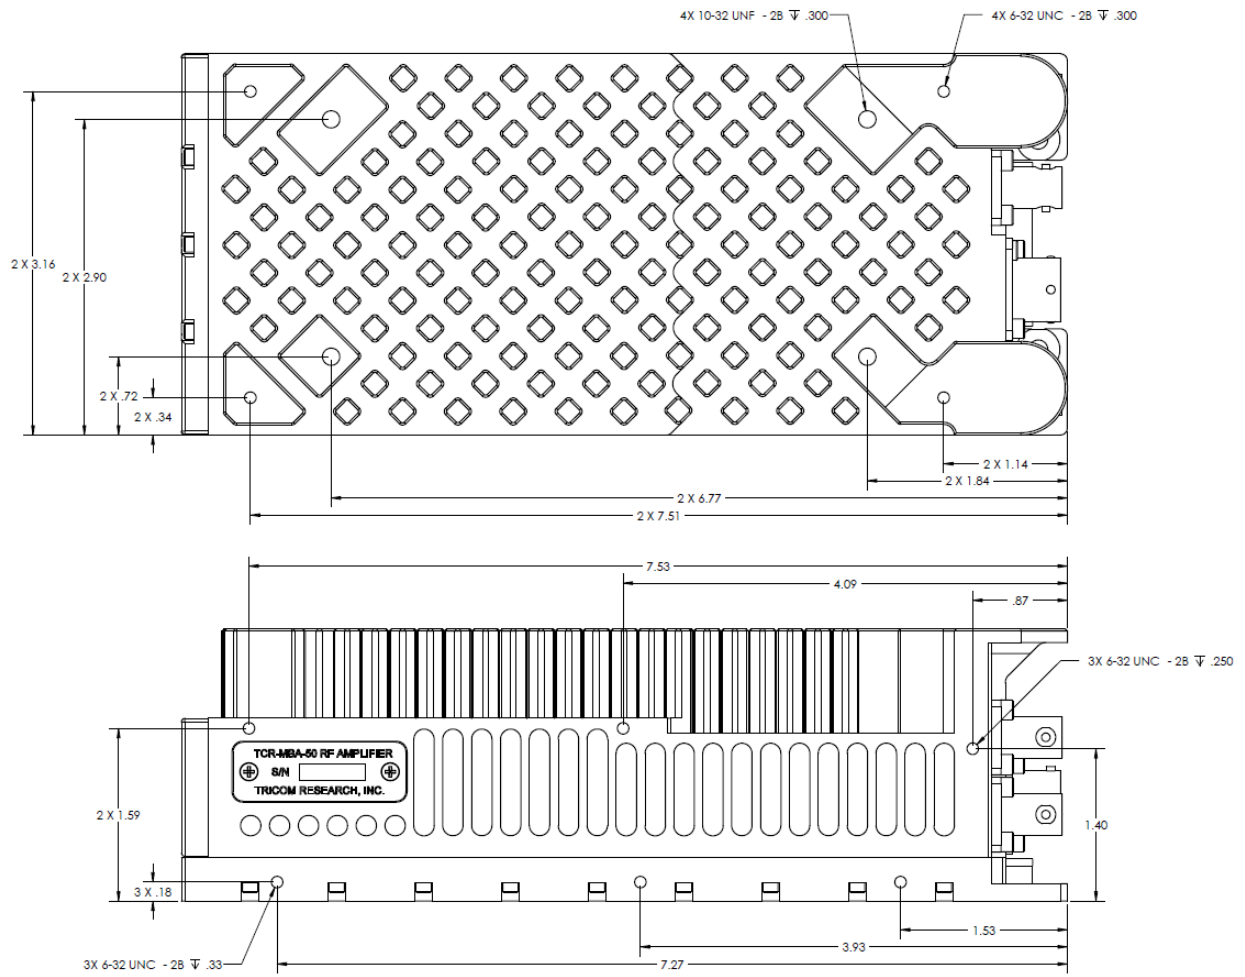 4X 10-32 UNF - 2B ↧ .300
4X 6-32 UNC - 2B ↧ .300
2 X 3.16
2 X 2.90
2 X .72
2 X .34
2 X 1.14
2 X 1.84
2 X 6.77
2 X 7.51
7.53
4.09
.87
3X 6-32 UNC - 2B ↧ .250
TCR-MBA-50 RF AMPLIFIER
S/N
TRICOM RESEARCH, INC.
2 X 1.59
1.40
3 X .18
1.53
3.93
3X 6-32 UNC - 2B ↧ .33
7.27